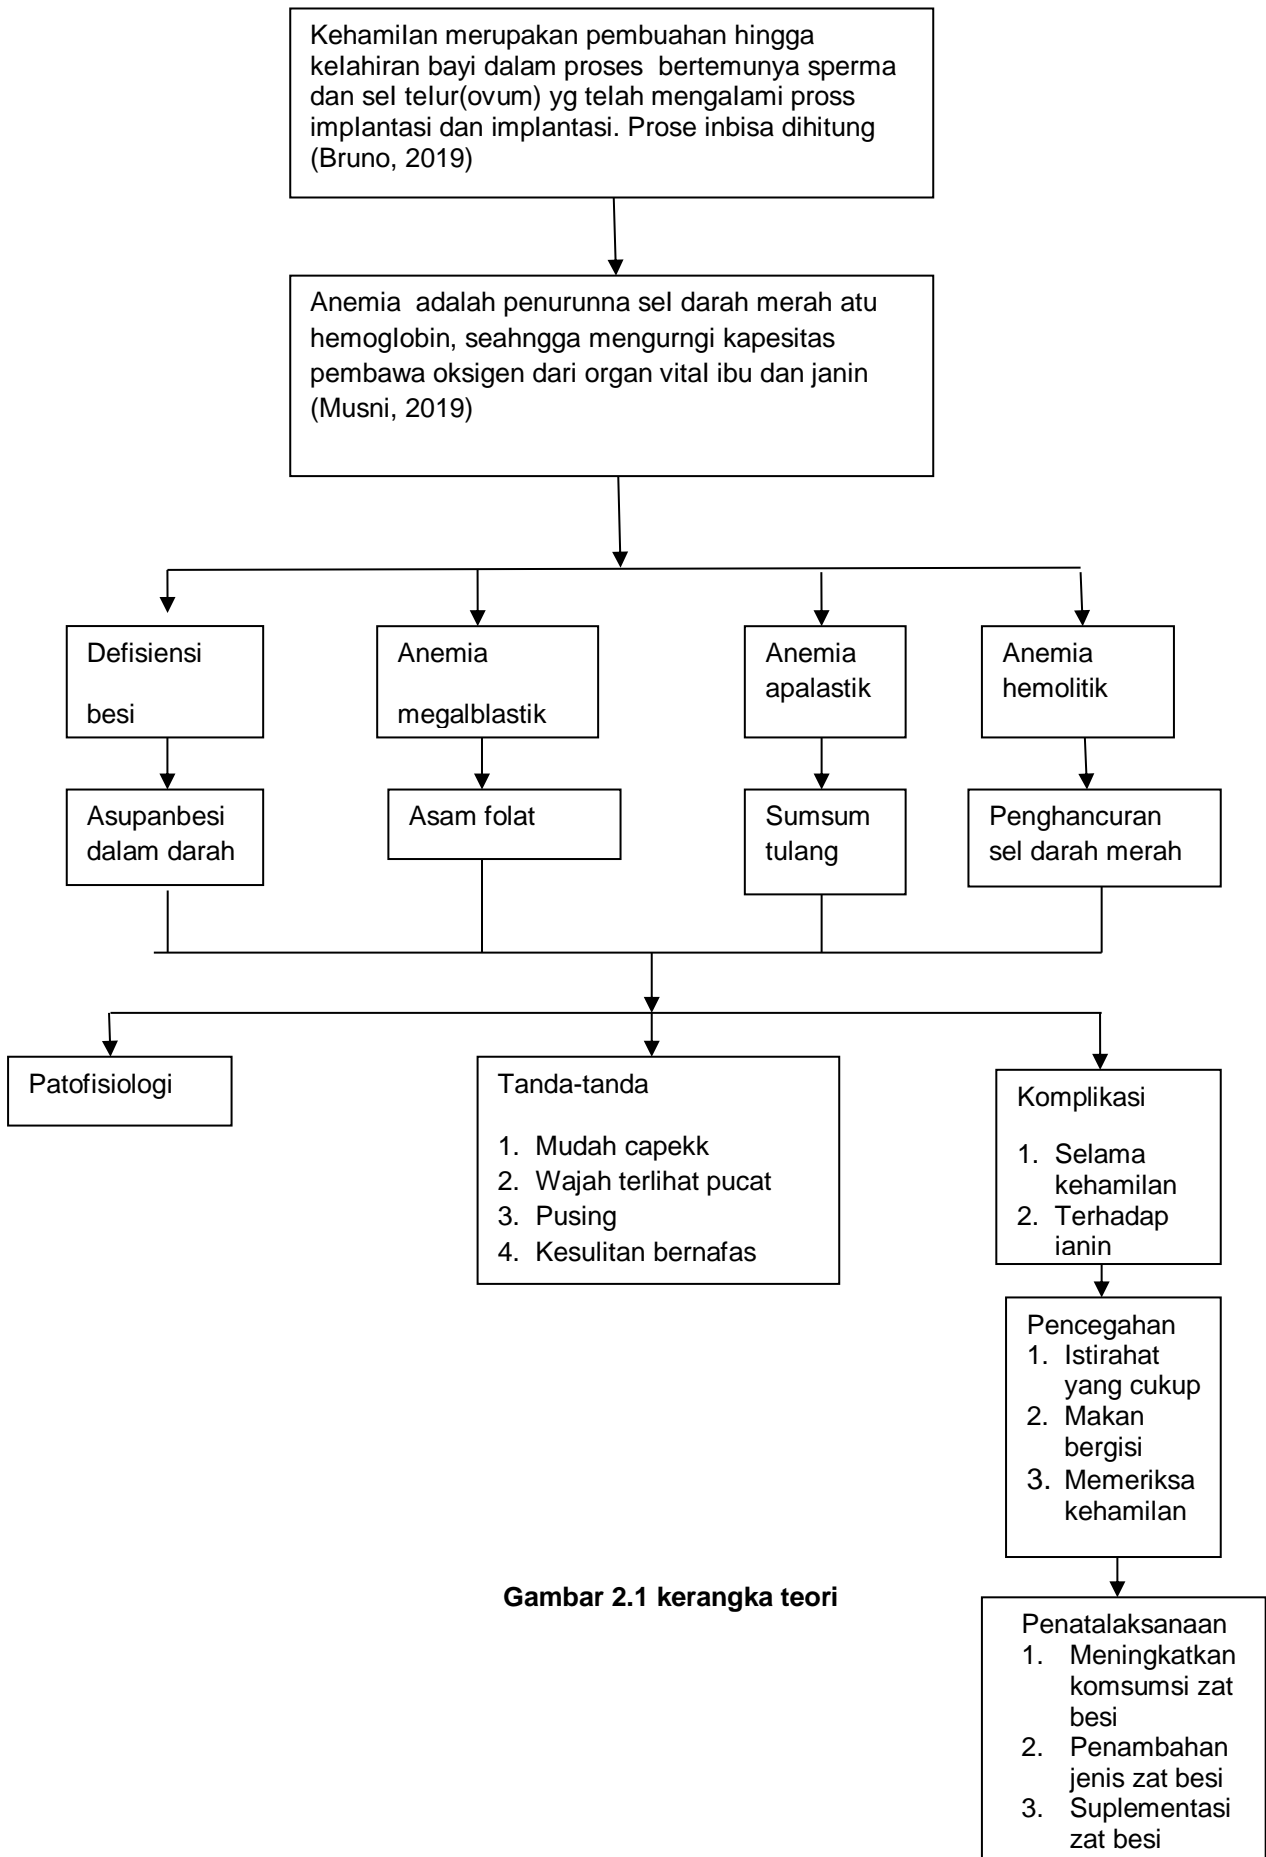 Kehamilan merupakan pembuahan hingga
kelahiran bayi dalam proses  bertemunya sperma
dan sel telur(ovum) yg telah mengalami pross
implantasi dan implantasi. Prose inbisa dihitung
(Bruno, 2019)
Anemia  adalah penurunna sel darah merah atu
hemoglobin, seahngga mengurngi kapesitas
pembawa oksigen dari organ vital ibu dan janin
(Musni, 2019)
Defisiensi
besi
Anemia
megalblastik
Anemia
apalastik
Anemia
hemolitik
Asupanbesi
dalam darah
Asam folat
Sumsum
tulang
Penghancuran
sel darah merah
Patofisiologi
Tanda-tanda
1. Mudah capekk
2. Wajah terlihat pucat
3. Pusing
4. Kesulitan bernafas
Komplikasi
1. Selama
kehamilan
2. Terhadap
janin
Pencegahan
1. Istirahat
yang cukup
2. Makan
bergisi
3. Memeriksa
kehamilan
Gambar 2.1 kerangka teori
Penatalaksanaan
1. Meningkatkan
komsumsi zat
besi
2. Penambahan
jenis zat besi
3. Suplementasi
zat besi